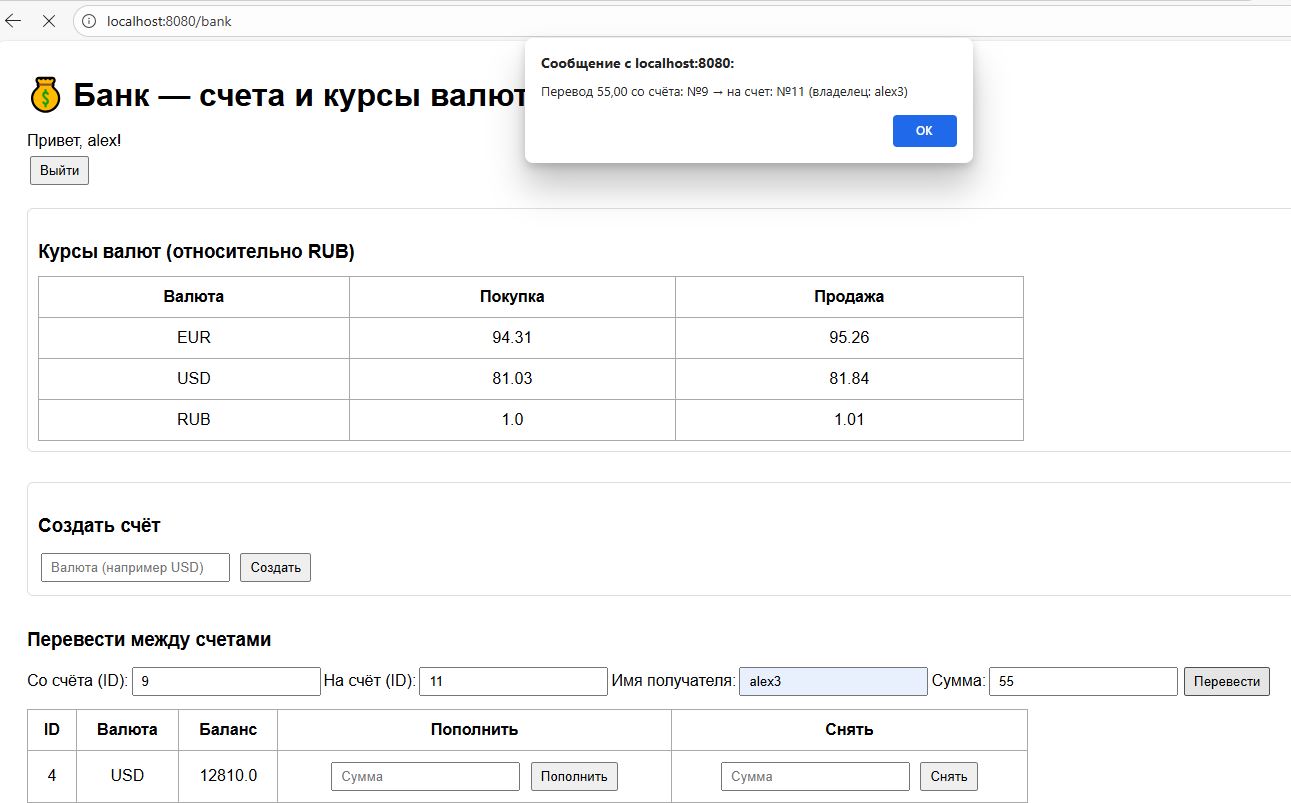 localhost:8080/bank
Сообщение с localhost:8080:
Перевод 55,00 со счёта: №9 → на счет: №11 (владелец: alex3)
ОК
Банк — счета и курсы валют
Привет, alex!
Выйти
Курсы валют (относительно RUB)
Валюта Покупка Продажа
EUR 94.31 95.26
USD 81.03 81.84
RUB 1.0 1.01
Создать счёт
Валюта (например USD) Создать
Перевести между счетами
Со счёта (ID): 9 На счёт (ID): 11 Имя получателя: alex3 Сумма: 55 Перевести
ID Валюта Баланс Пополнить Снять
4 USD 12810.0 Сумма Пополнить Сумма Снять